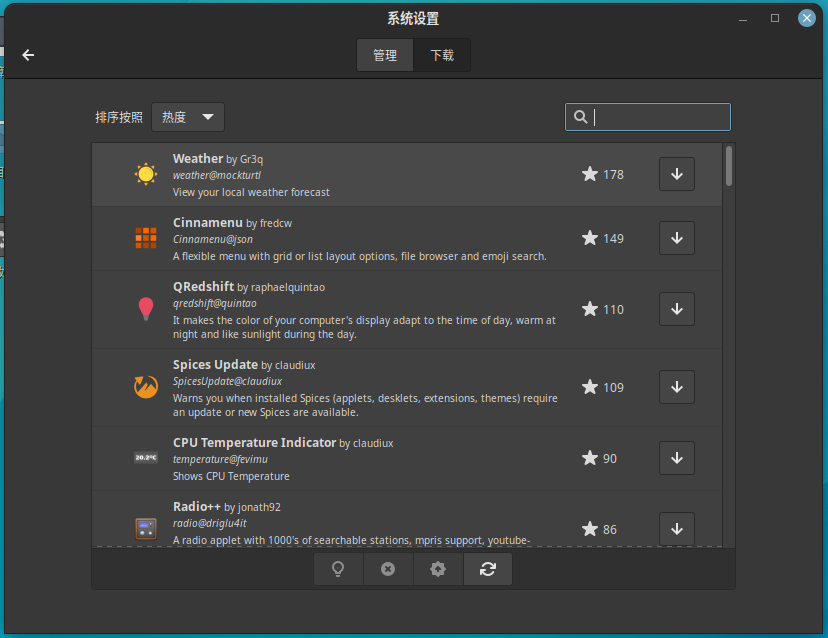 系统设置
管理 下载
排序按照 热度
Weather by Gr3q
weather@mockturtl
View your local weather forecast
178
Cinnamenu by fredcw
Cinnamenu@json
A flexible menu with grid or list layout options, file browser and emoji search.
149
QRedshift by raphaelquintao
qredshift@quintao
It makes the color of your computer's display adapt to the time of day, warm at
night and like sunlight during the day.
110
Spices Update by claudiux
SpicesUpdate@claudiux
Warns you when installed Spices (applets, desklets, extensions, themes) require
an update or new Spices are available.
109
20.2°C
CPU Temperature Indicator by claudiux
temperature@fevimu
Shows CPU Temperature
90
Radio++ by jonath92
radio@driglu4it
A radio applet with 1000's of searchable stations, mpris support, youtube-
86